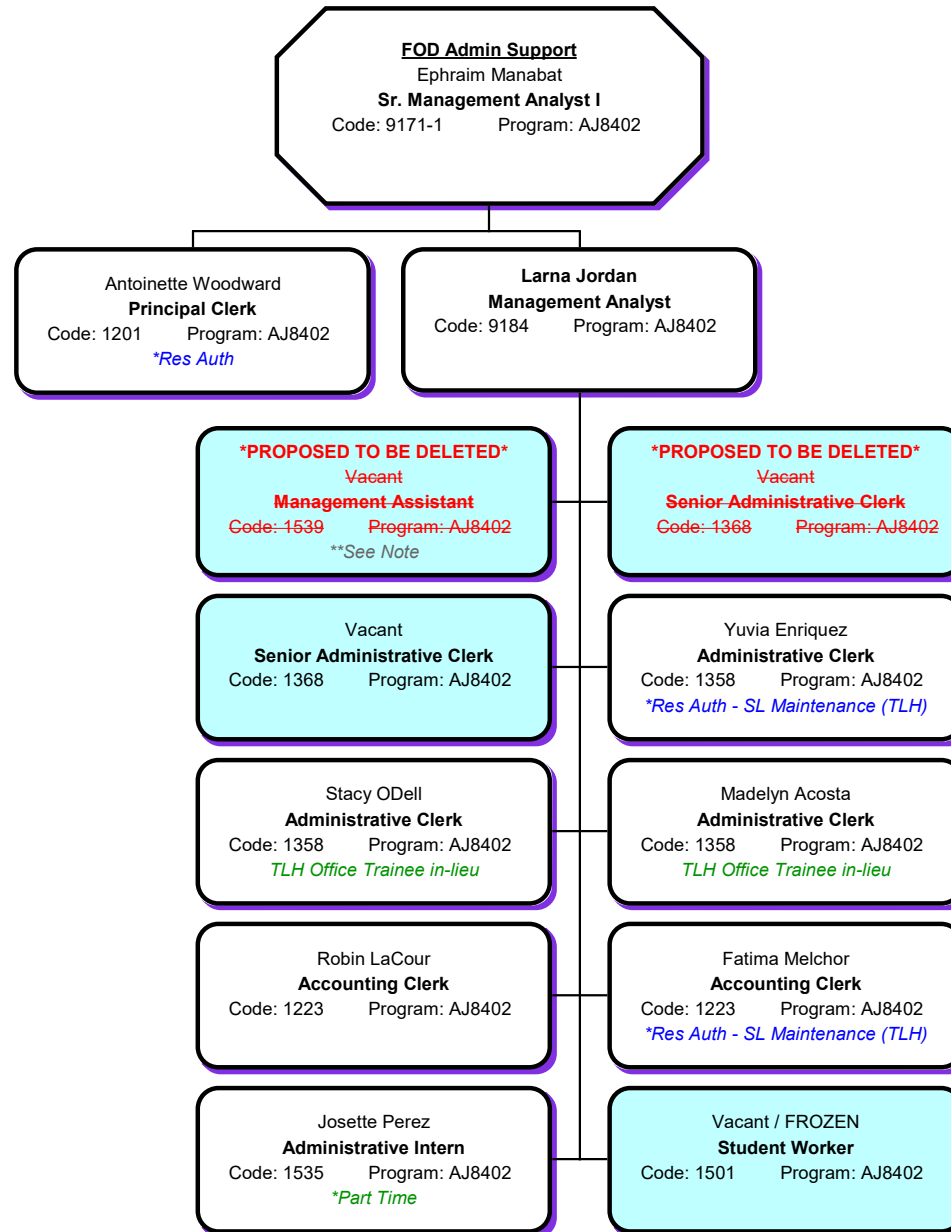 FOD Admin Support
Ephraim Manabat
Sr. Management Analyst I
Code: 9171-1 Program: AJ8402
Antoinette Woodward
Principal Clerk
Code: 1201 Program: AJ8402
*Res Auth
Larna Jordan
Management Analyst
Code: 9184 Program: AJ8402
*PROPOSED TO BE DELETED*
Vacant
Management Assistant
Code: 1539 Program: AJ8402
**See Note
*PROPOSED TO BE DELETED*
Vacant
Senior Administrative Clerk
Code: 1368 Program: AJ8402
Vacant
Senior Administrative Clerk
Code: 1368 Program: AJ8402
Yuvia Enriquez
Administrative Clerk
Code: 1358 Program: AJ8402
*Res Auth - SL Maintenance (TLH)
Stacy ODell
Administrative Clerk
Code: 1358 Program: AJ8402
TLH Office Trainee in-lieu
Madelyn Acosta
Administrative Clerk
Code: 1358 Program: AJ8402
TLH Office Trainee in-lieu
Robin LaCour
Accounting Clerk
Code: 1223 Program: AJ8402
Fatima Melchor
Accounting Clerk
Code: 1223 Program: AJ8402
*Res Auth - SL Maintenance (TLH)
Josette Perez
Administrative Intern
Code: 1535 Program: AJ8402
*Part Time
Vacant / FROZEN
Student Worker
Code: 1501 Program: AJ8402